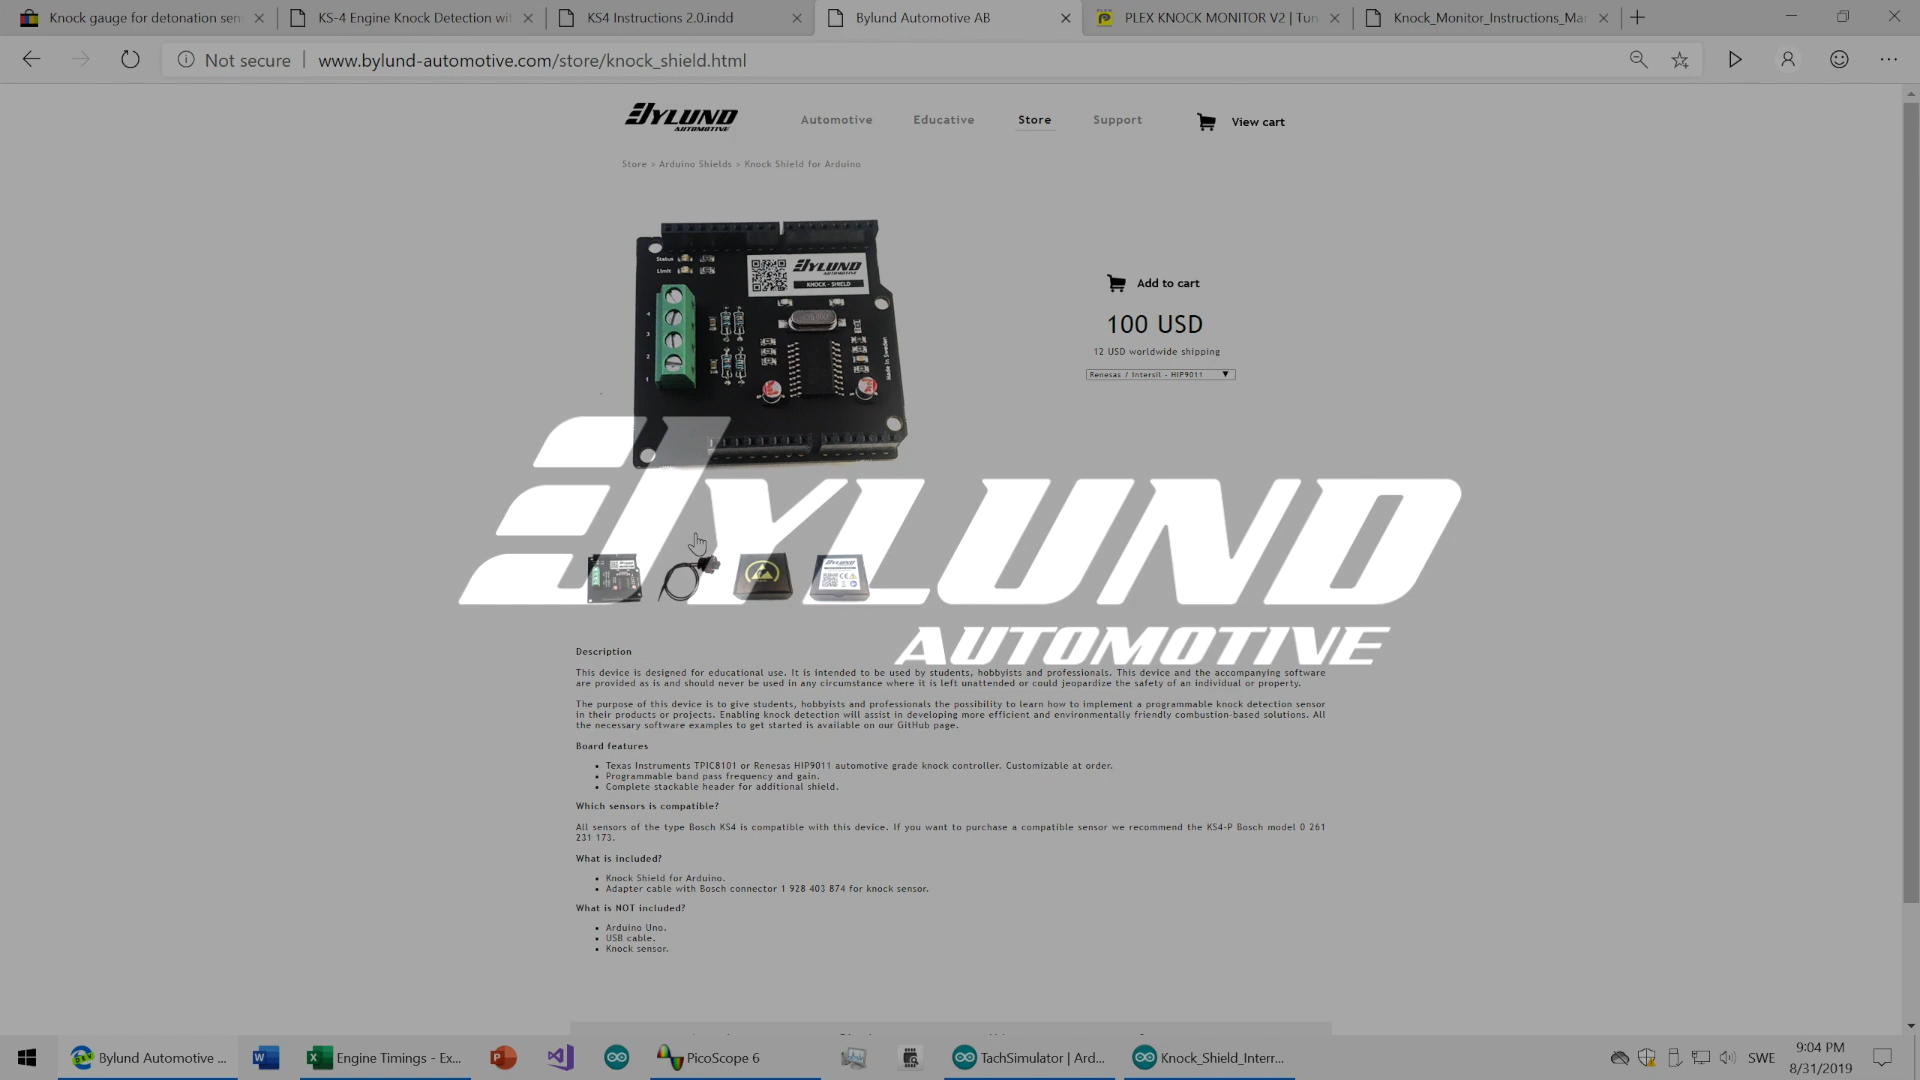 Knock gauge for detonation sen
KS-4 Engine Knock Detection wit
KS4 Instructions 2.0.indd
Bylund Automotive AB
PLEX KNOCK MONITOR V2 | Tun
Knock_Monitor_Instructions_Mar
Not secure
www.bylund-automotive.com/store/knock_shield.html
BYLUND
AUTOMOTIVE
Automotive
Educative
Store
Support
View cart
Store > Arduino Shields > Knock Shield for Arduino
Status
Limit
BYLUND
AUTOMOTIVE
KNOCK - SHIELD
4
3
2
1
Made in Sweden
Add to cart
100 USD
12 USD worldwide shipping
Renesas / Intersil - HIP9011
BYLUND
AUTOMOTIVE
Description
This device is designed for educational use. It is intended to be used by students, hobbyists and professionals. This device and the accompanying software
are provided as is and should never be used in any circumstance where it is left unattended or could jeopardize the safety of an individual or property.
The purpose of this device is to give students, hobbyists and professionals the possibility to learn how to implement a programmable knock detection sensor
in their products or projects. Enabling knock detection will assist in developing more efficient and environmentally friendly combustion-based solutions. All
the necessary software examples to get started is available on our GitHub page.
Board features
Texas Instruments TPIC8101 or Renesas HIP9011 automotive grade knock controller. Customizable at order.
Programmable band pass frequency and gain.
Complete stackable header for additional shield.
Which sensors is compatible?
All sensors of the type Bosch KS4 is compatible with this device. If you want to purchase a compatible sensor we recommend the KS4-P Bosch model 0 261
231 173.
What is included?
Knock Shield for Arduino.
Adapter cable with Bosch connector 1 928 403 874 for knock sensor.
What is NOT included?
Arduino Uno.
USB cable.
Knock sensor.
Bylund Automotive ...
Engine Timings - Ex...
PicoScope 6
TachSimulator | Ard...
Knock_Shield_Interr...
SWE
9:04 PM
8/31/2019